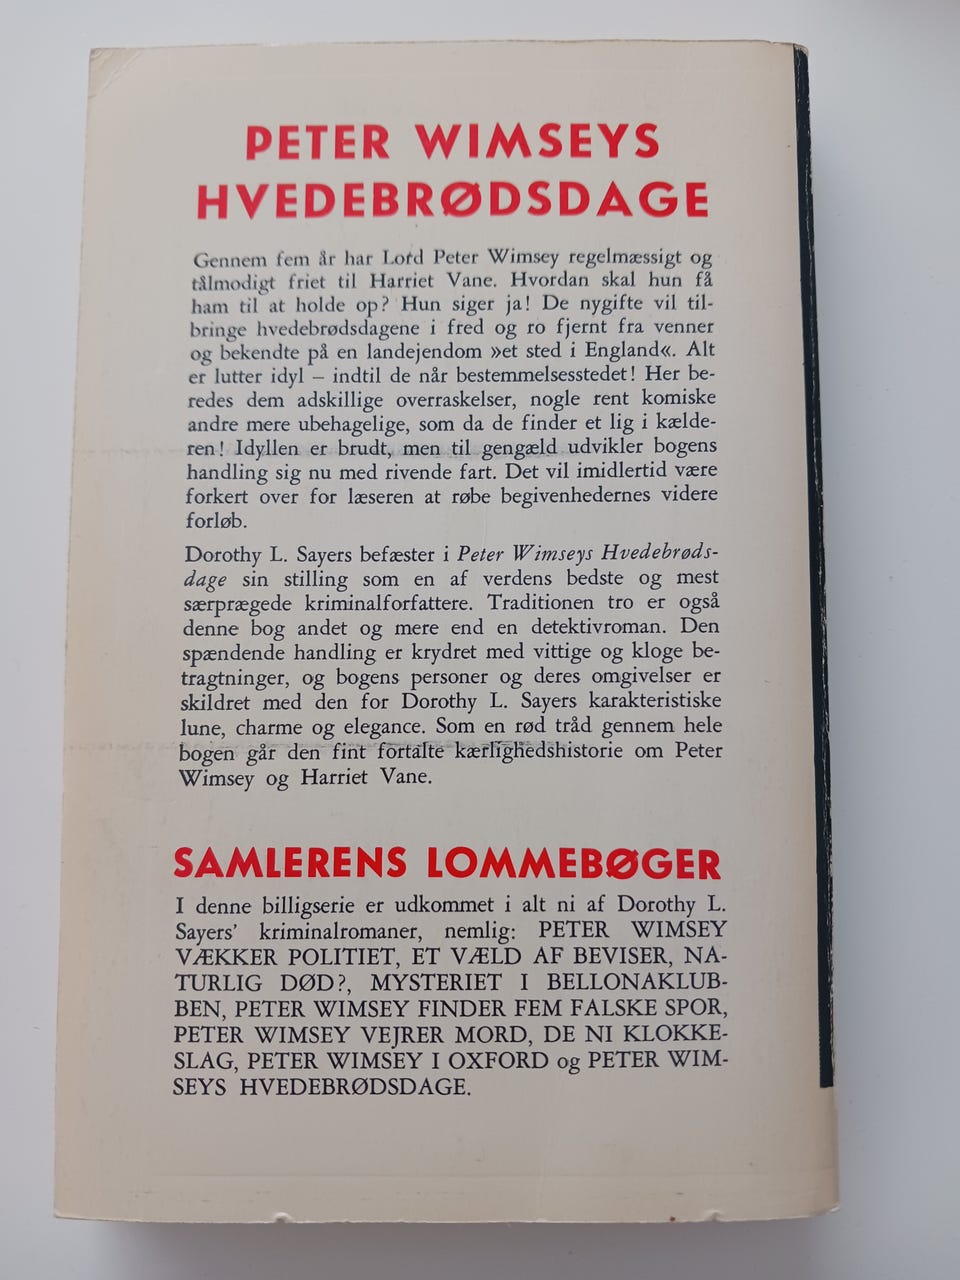 PETER WIMSEYS
HVEDEBRØDSDAGE
Gennem fem år har Lord Peter Wimsey regelmæssigt og
tålmodigt friet til Harriet Vane. Hvordan skal hun få
ham til at holde op? Hun siger ja! De nygifte vil til-
bringe hvedebrødsdagene i fred og ro fjernt fra venner
og bekendte på en landejendom »et sted i England«. Alt
er lutter idyl – indtil de når bestemmelsesstedet! Her be-
redes dem adskillige overraskelser, nogle rent komiske
andre mere ubehagelige, som da de finder et lig i kælde-
ren! Idyllen er brudt, men til gengæld udvikler bogens
handling sig nu med rivende fart. Det vil imidlertid være
forkert over for læseren at røbe begivenhedernes videre
forløb.
Dorothy L. Sayers befæster i Peter Wimseys Hvedebrøds-
dage sin stilling som en af verdens bedste og mest
særprægede kriminalforfattere. Traditionen tro er også
denne bog andet og mere end en detektivroman. Den
spændende handling er krydret med vittige og kloge be-
tragtninger, og bogens personer og deres omgivelser er
skildret med den for Dorothy L. Sayers karakteristiske
lune, charme og elegance. Som en rød tråd gennem hele
bogen går den fint fortalte kærlighedshistorie om Peter
Wimsey og Harriet Vane.
SAMLERENS LOMMEBØGER
I denne billigserie er udkommet i alt ni af Dorothy L.
Sayers' kriminalromaner, nemlig: PETER WIMSEY
VÆKKER POLITIET, ET VÆLD AF BEVISER, NA-
TURLIG DØD?, MYSTERIET I BELLONAKLUB-
BEN, PETER WIMSEY FINDER FEM FALSKE SPOR,
PETER WIMSEY VEJRER MORD, DE NI KLOKKE-
SLAG, PETER WIMSEY I OXFORD og PETER WIM-
SEYS HVEDEBRØDSDAGE.